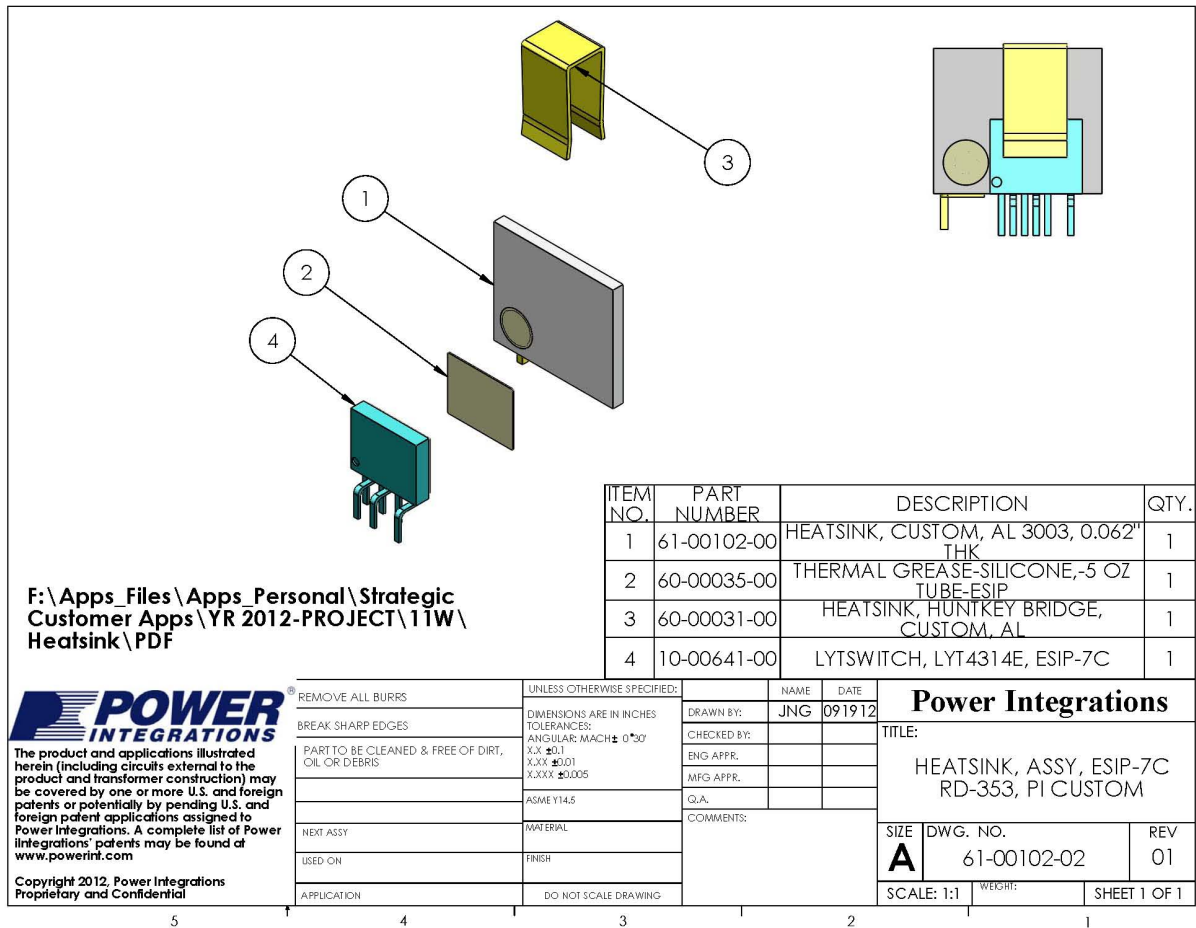 3
1
2
4
ITEM NO. PART NUMBER DESCRIPTION QTY.
1 61-00102-00 HEATSINK, CUSTOM, AL 3003, 0.062" THK 1
2 60-00035-00 THERMAL GREASE-SILICONE,-5 OZ TUBE-ESIP 1
3 60-00031-00 HEATSINK, HUNTKEY BRIDGE, CUSTOM, AL 1
4 10-00641-00 LYTSWITCH, LYT4314E, ESIP-7C 1
F:\Apps_Files\Apps_Personal\Strategic
Customer Apps\YR 2012-PROJECT\11W\
Heatsink\PDF
POWER
INTEGRATIONS
®
The product and applications illustrated
herein (including circuits external to the
product and transformer construction) may
be covered by one or more U.S. and foreign
patents or potentially by pending U.S. and
foreign patent applications assigned to
Power Integrations. A complete list of Power
iIntegrations' patents may be found at
www.powerint.com
Copyright 2012, Power Integrations
Proprietary and Confidential
REMOVE ALL BURRS
BREAK SHARP EDGES
PART TO BE CLEANED & FREE OF DIRT,
OIL OR DEBRIS
NEXT ASSY
USED ON
APPLICATION
UNLESS OTHERWISE SPECIFIED:
DIMENSIONS ARE IN INCHES
TOLERANCES:
ANGULAR: MACH± 0°30'
X.X ±0.1
X.XX ±0.01
X.XXX ±0.005
ASME Y14.5
MATERIAL
FINISH
DO NOT SCALE DRAWING
NAME DATE
DRAWN BY: JNG 091912
CHECKED BY:
ENG APPR.
MFG APPR.
Q.A.
COMMENTS:
Power Integrations
TITLE:
HEATSINK, ASSY, ESIP-7C
RD-353, PI CUSTOM
SIZE DWG. NO. REV
A 61-00102-02 01
SCALE: 1:1 WEIGHT: SHEET 1 OF 1
5 4 3 2 1